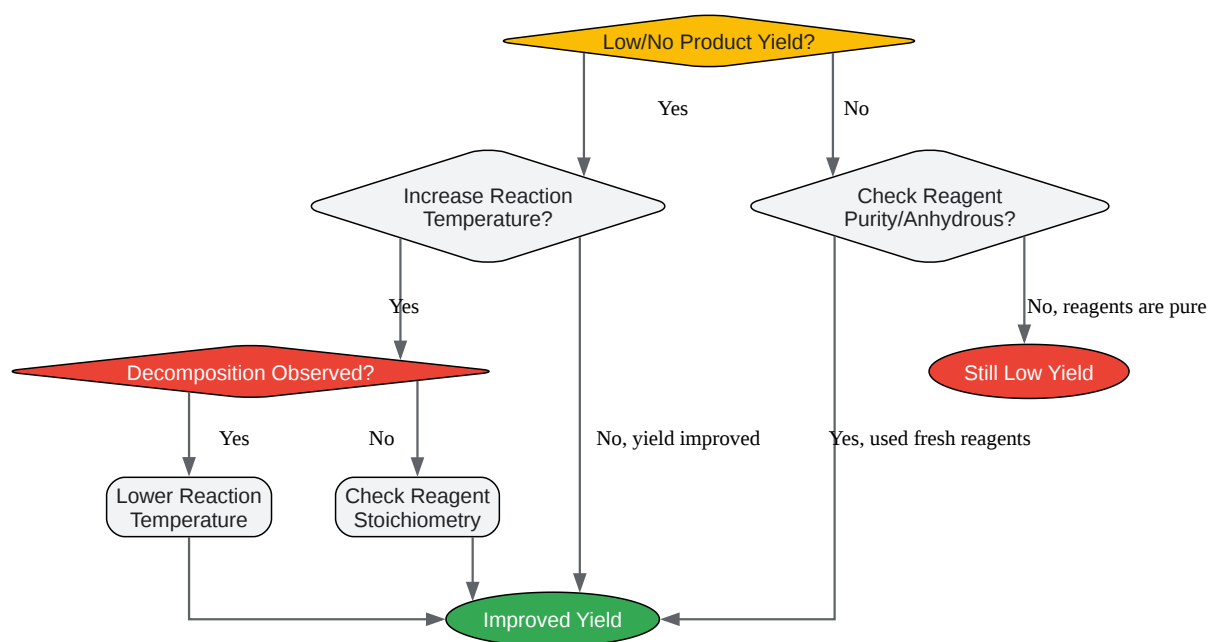 Low/No Product Yield?
Yes
No
Increase Reaction
Temperature?
Check Reagent
Purity/Anhydrous?
Yes
No, reagents are pure
Decomposition Observed?
Still Low Yield
Yes
No
No, yield improved
Yes, used fresh reagents
Lower Reaction
Temperature
Check Reagent
Stoichiometry
Improved Yield